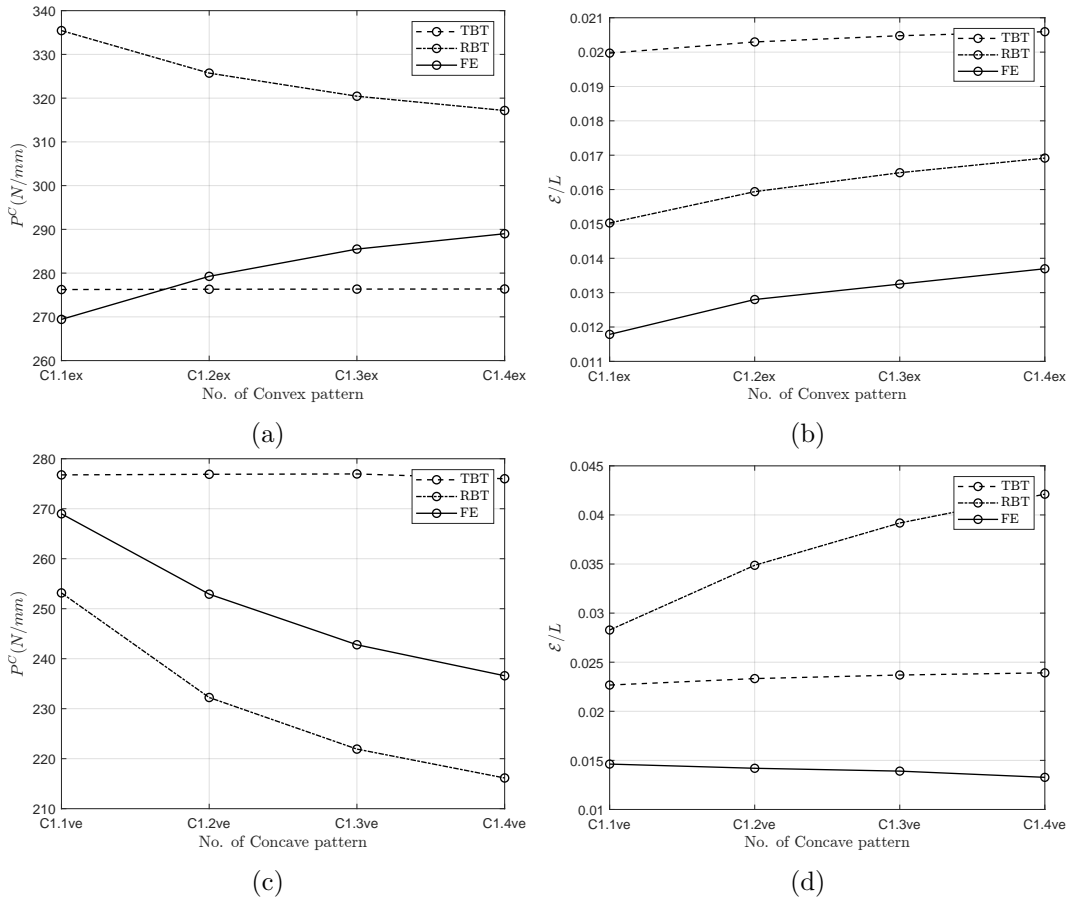 340
330
320
310
300
290
280
270
260
P^C(N/mm)
TBT
RBT
FE
C1.1ex C1.2ex C1.3ex C1.4ex
No. of Convex pattern
(a)
0.021
0.02
0.019
0.018
0.017
0.016
0.015
0.014
0.013
0.012
0.011
ℰ/L
TBT
RBT
FE
C1.1ex C1.2ex C1.3ex C1.4ex
No. of Convex pattern
(b)
280
270
260
250
240
230
220
210
P^C(N/mm)
TBT
RBT
FE
C1.1ve C1.2ve C1.3ve C1.4ve
No. of Concave pattern
(c)
0.045
0.04
0.035
0.03
0.025
0.02
0.015
0.01
ℰ/L
TBT
RBT
FE
C1.1ve C1.2ve C1.3ve C1.4ve
No. of Concave pattern
(d)